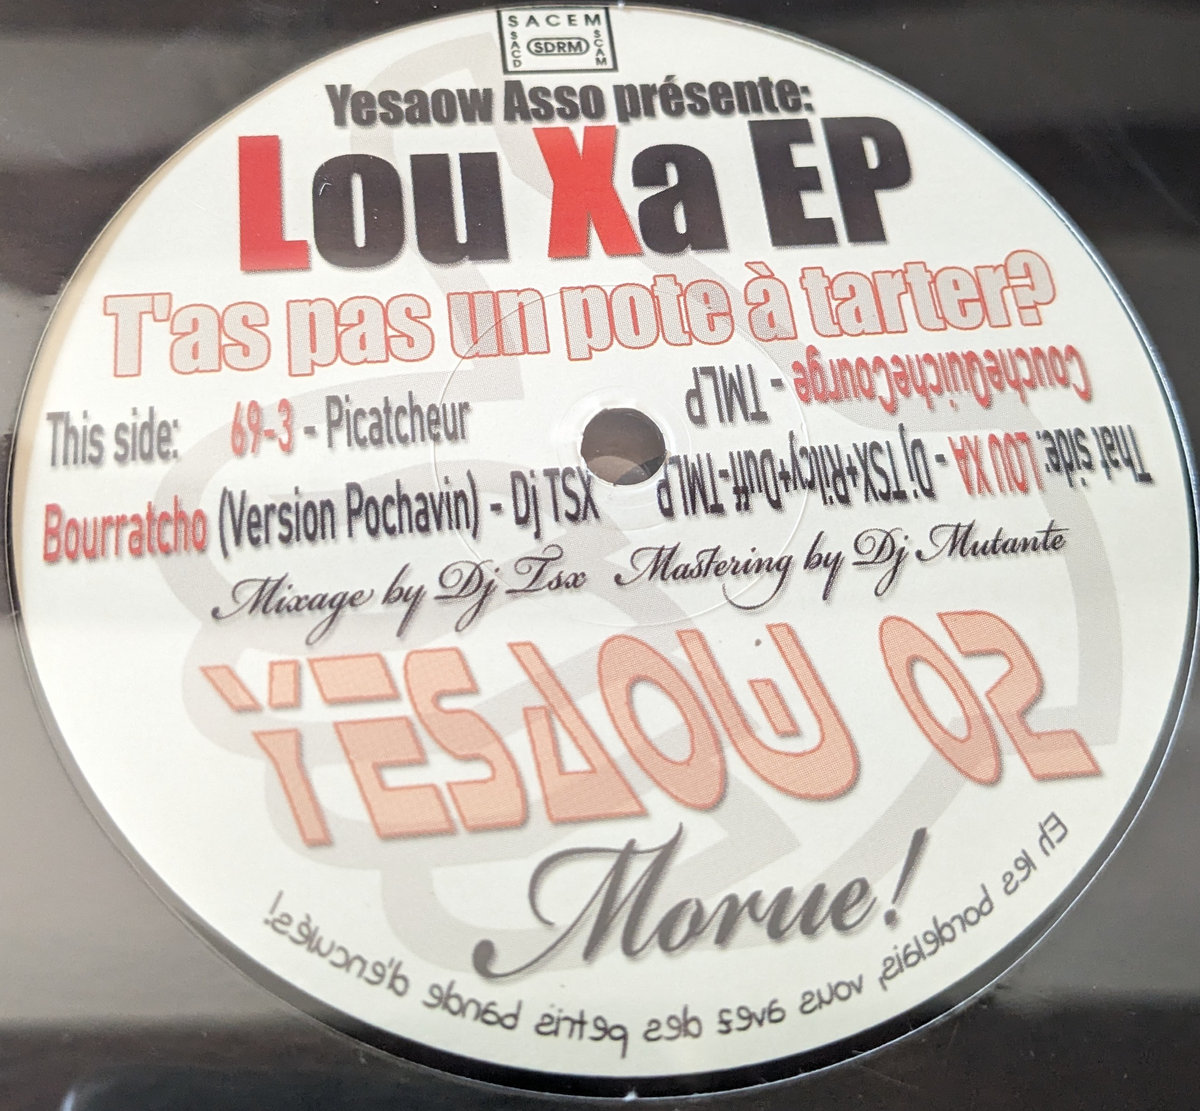 SACEM
SACD
SDRM
SCAM
Yesaow Asso présente:
Lou Xa EP
T'as pas un pote à tarter?
This side: 69-3 - Picatcheur
Bourratcho (Version Pochavin) - Dj TSX
That side: LOU XA - Dj TSX+Rilcy+Duff-TMLP
CoucheQuicheCourge - TMLP
Mixage by Dj Tsx Mastering by Dj Mutante
YESAOW 02
Morue!
Eh les bordelais, vous avez des petits bande d'enculés!